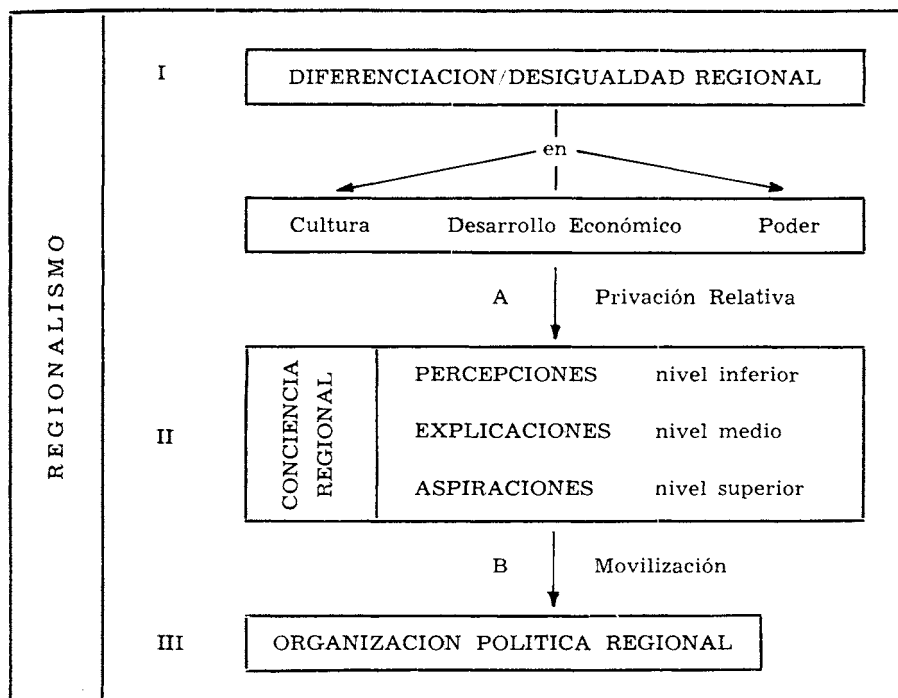 REGIONALISMO
I
DIFERENCIACION/DESIGUALDAD REGIONAL
en
Cultura Desarrollo Económico Poder
A Privación Relativa
II
CONCIENCIA
REGIONAL
PERCEPCIONES nivel inferior
EXPLICACIONES nivel medio
ASPIRACIONES nivel superior
B Movilización
III
ORGANIZACION POLITICA REGIONAL